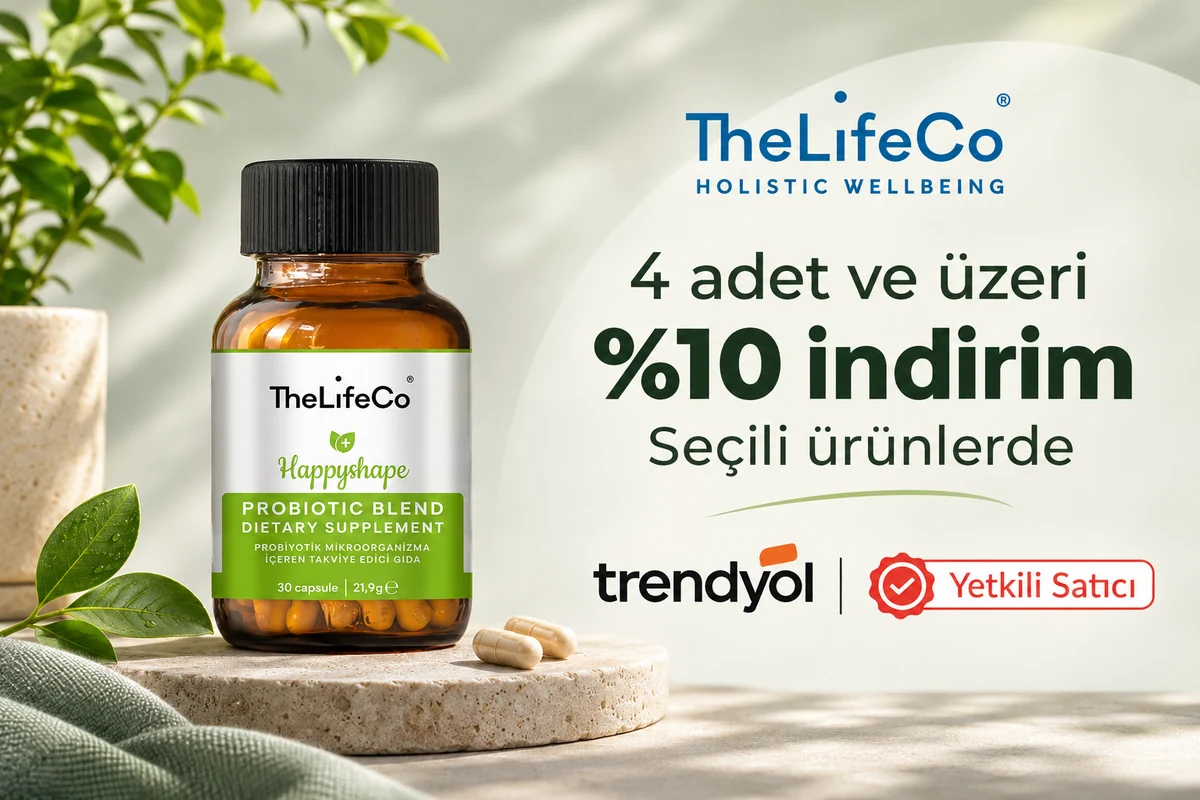 TheLifeCo®
HOLISTIC WELLBEING
4 adet ve üzeri
%10 indirim
Seçili ürünlerde
trendyol
Yetkili Satıcı
TheLifeCo®
Happyshape
PROBIOTIC BLEND
DIETARY SUPPLEMENT
PROBİYOTİK MİKROORGANİZMA
İÇEREN TAKVİYE EDİCİ GIDA
30 capsule | 21,9g ℮